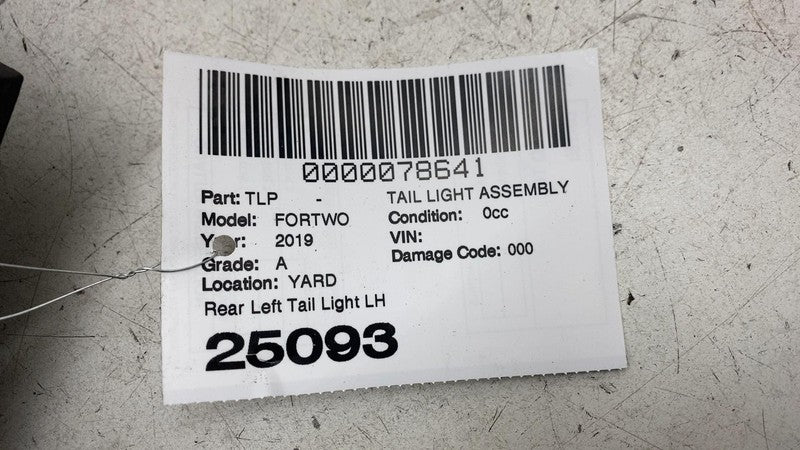 0000078641
Part: TLP - TAIL LIGHT ASSEMBLY
Model: FORTWO Condition: 0cc
Year: 2019 VIN:
Grade: A Damage Code: 000
Location: YARD
Rear Left Tail Light LH
25093